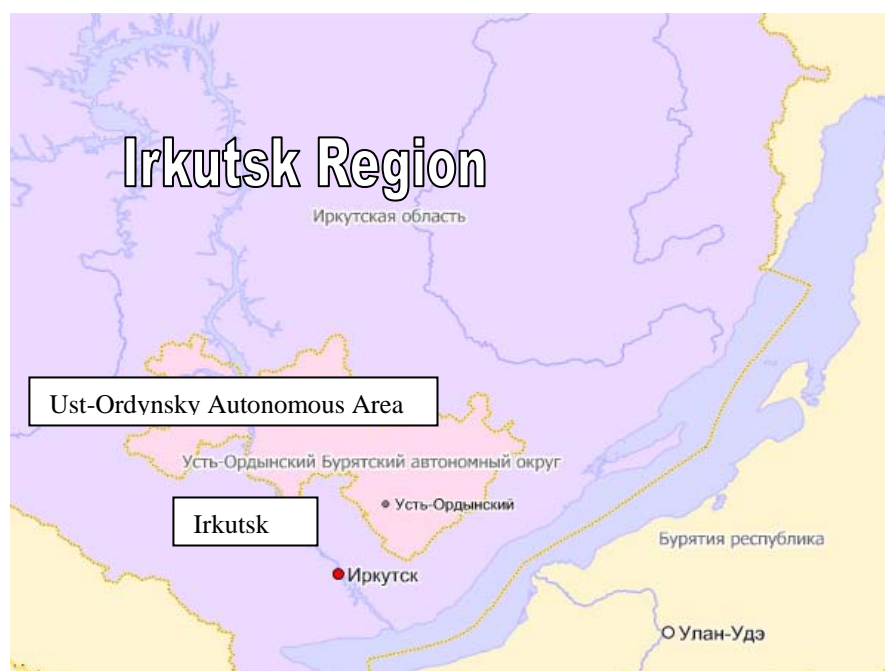 Irkutsk Region
Иркутская область
Ust-Ordynsky Autonomous Area
Усть-Ордынский Бурятский автономный округ
Усть-Ордынский
Irkutsk
Бурятия республика
Иркутск
Улан-Удэ